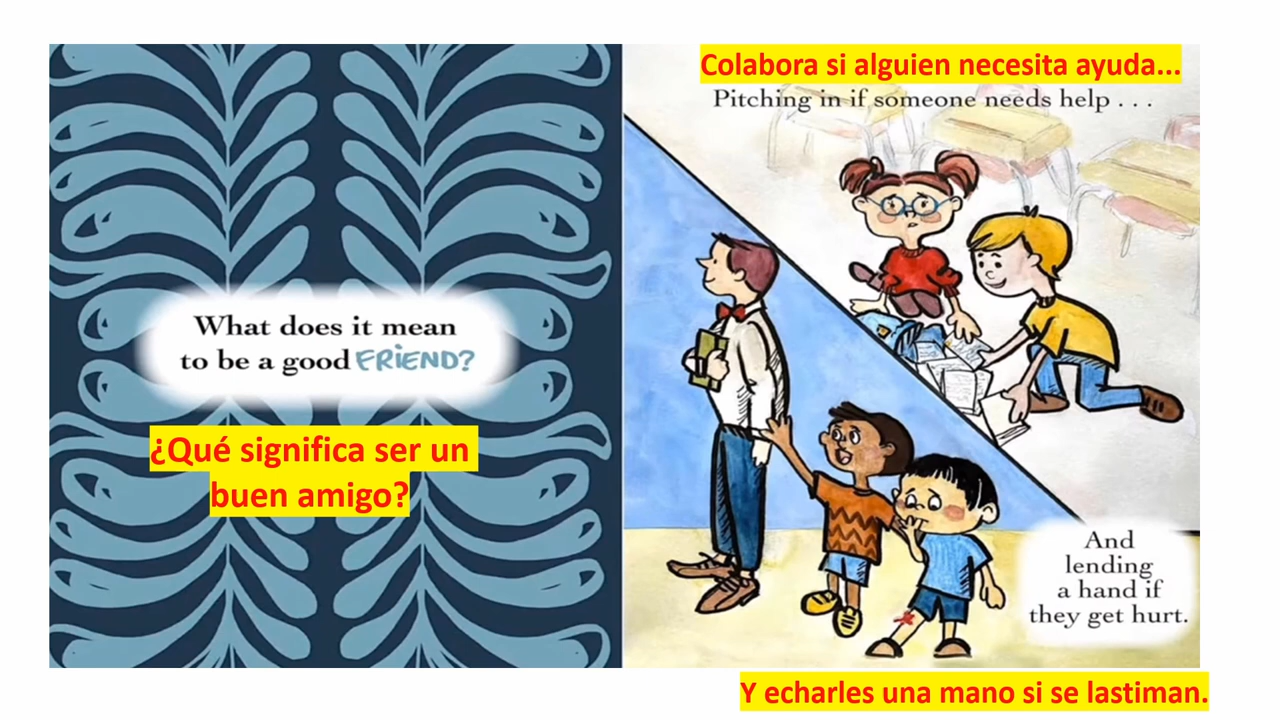 What does it mean
to be a good FRiEND?
¿Qué significa ser un
buen amigo?
Colabora si alguien necesita ayuda...
Pitching in if someone needs help . . .
And
lending
a hand if
they get hurt.
Y echarles una mano si se lastiman.